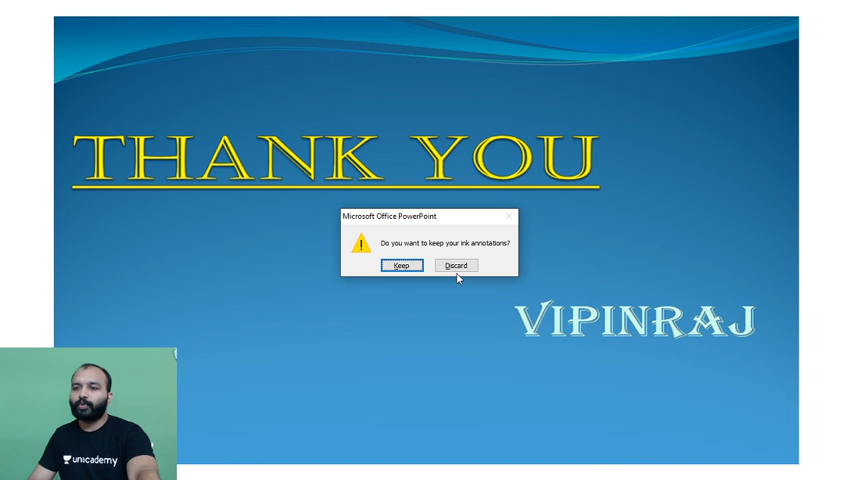 THANK YOU
Microsoft Office PowerPoint
Do you want to keep your ink annotations?
Keep
Discard
VIPINRAJ
unacademy